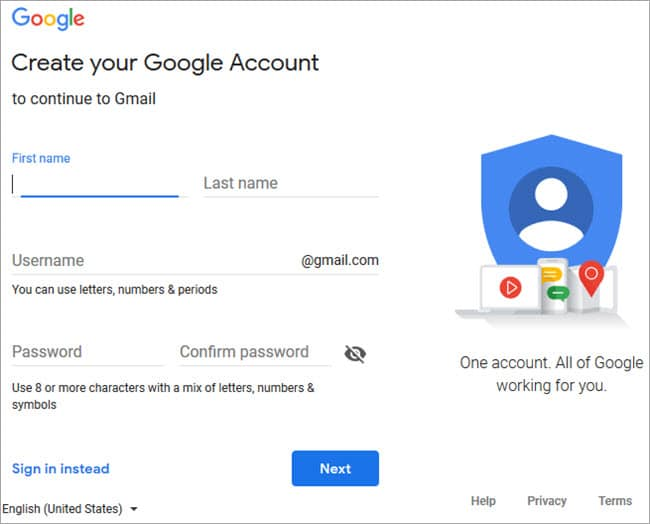 Google
Create your Google Account
to continue to Gmail
First name
Last name
Username
@gmail.com
You can use letters, numbers & periods
Password
Confirm password
Use 8 or more characters with a mix of letters, numbers &
symbols
Sign in instead
Next
English (United States)
One account. All of Google
working for you.
Help
Privacy
Terms